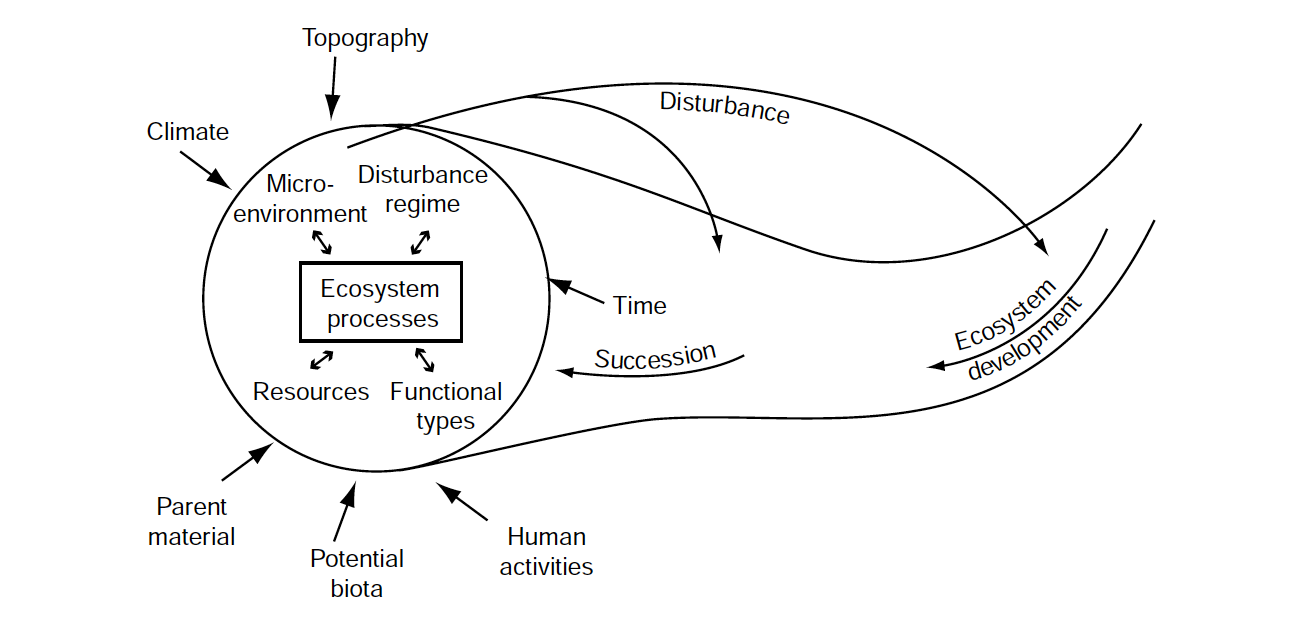 Topography
Climate
Disturbance
Micro-
environment
Disturbance
regime
Ecosystem
processes
Time
Resources
Functional
types
Succession
Ecosystem
development
Parent
material
Potential
biota
Human
activities